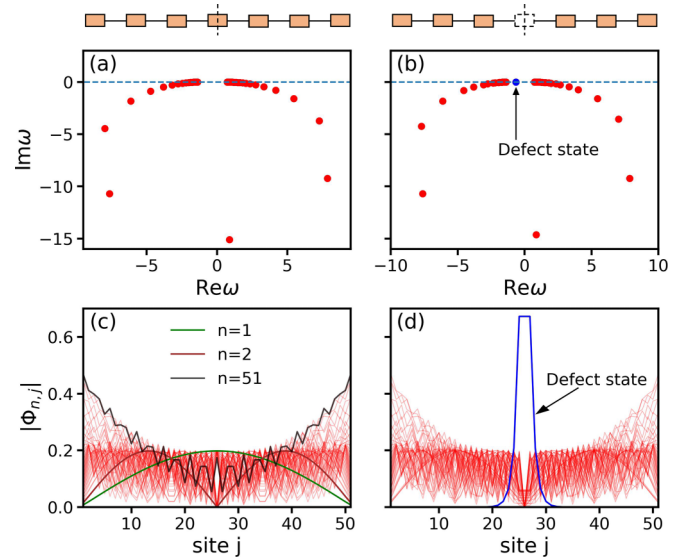 (a)
(b)
Defect state
Imω
0
−5
−10
−15
−5
0
5
−10
−5
0
5
10
Reω
Reω
(c)
n=1
n=2
n=51
(d)
Defect state
|Φn,j|
0.6
0.4
0.2
0.0
10
20
30
40
50
10
20
30
40
50
site j
site j